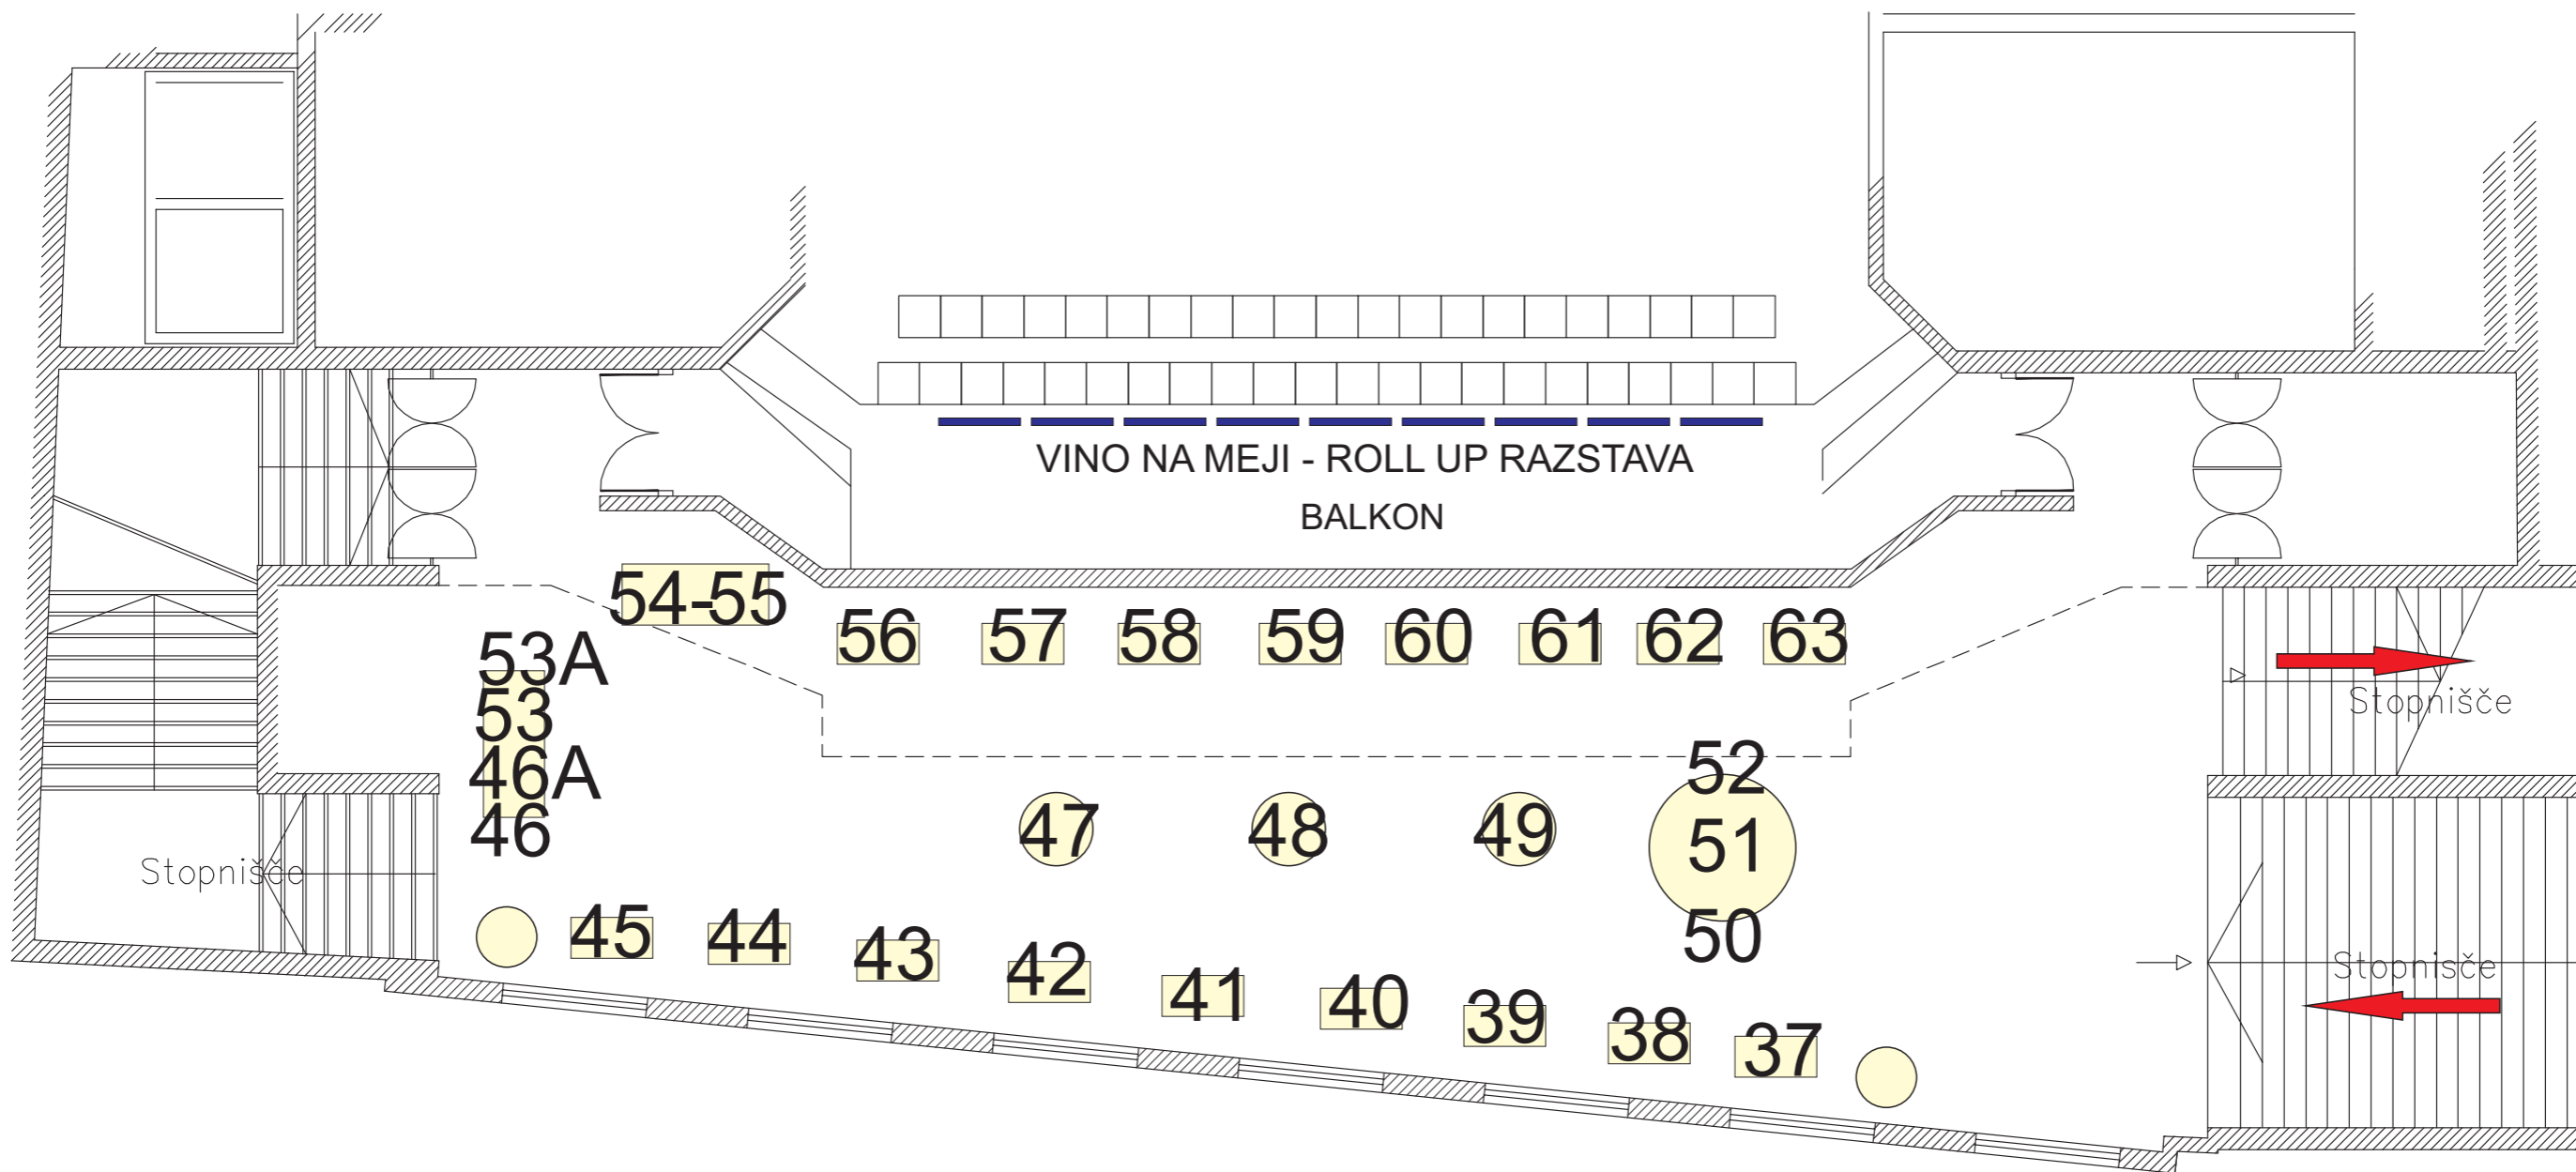 VINO NA MEJI - ROLL UP RAZSTAVA
BALKON
54-55
56 57 58 59 60 61 62 63
53A
53
46A
46
Stopnišče
52
47 48 49 51
50
Stopnišče
Stopnišče
45 44 43 42 41 40 39 38 37